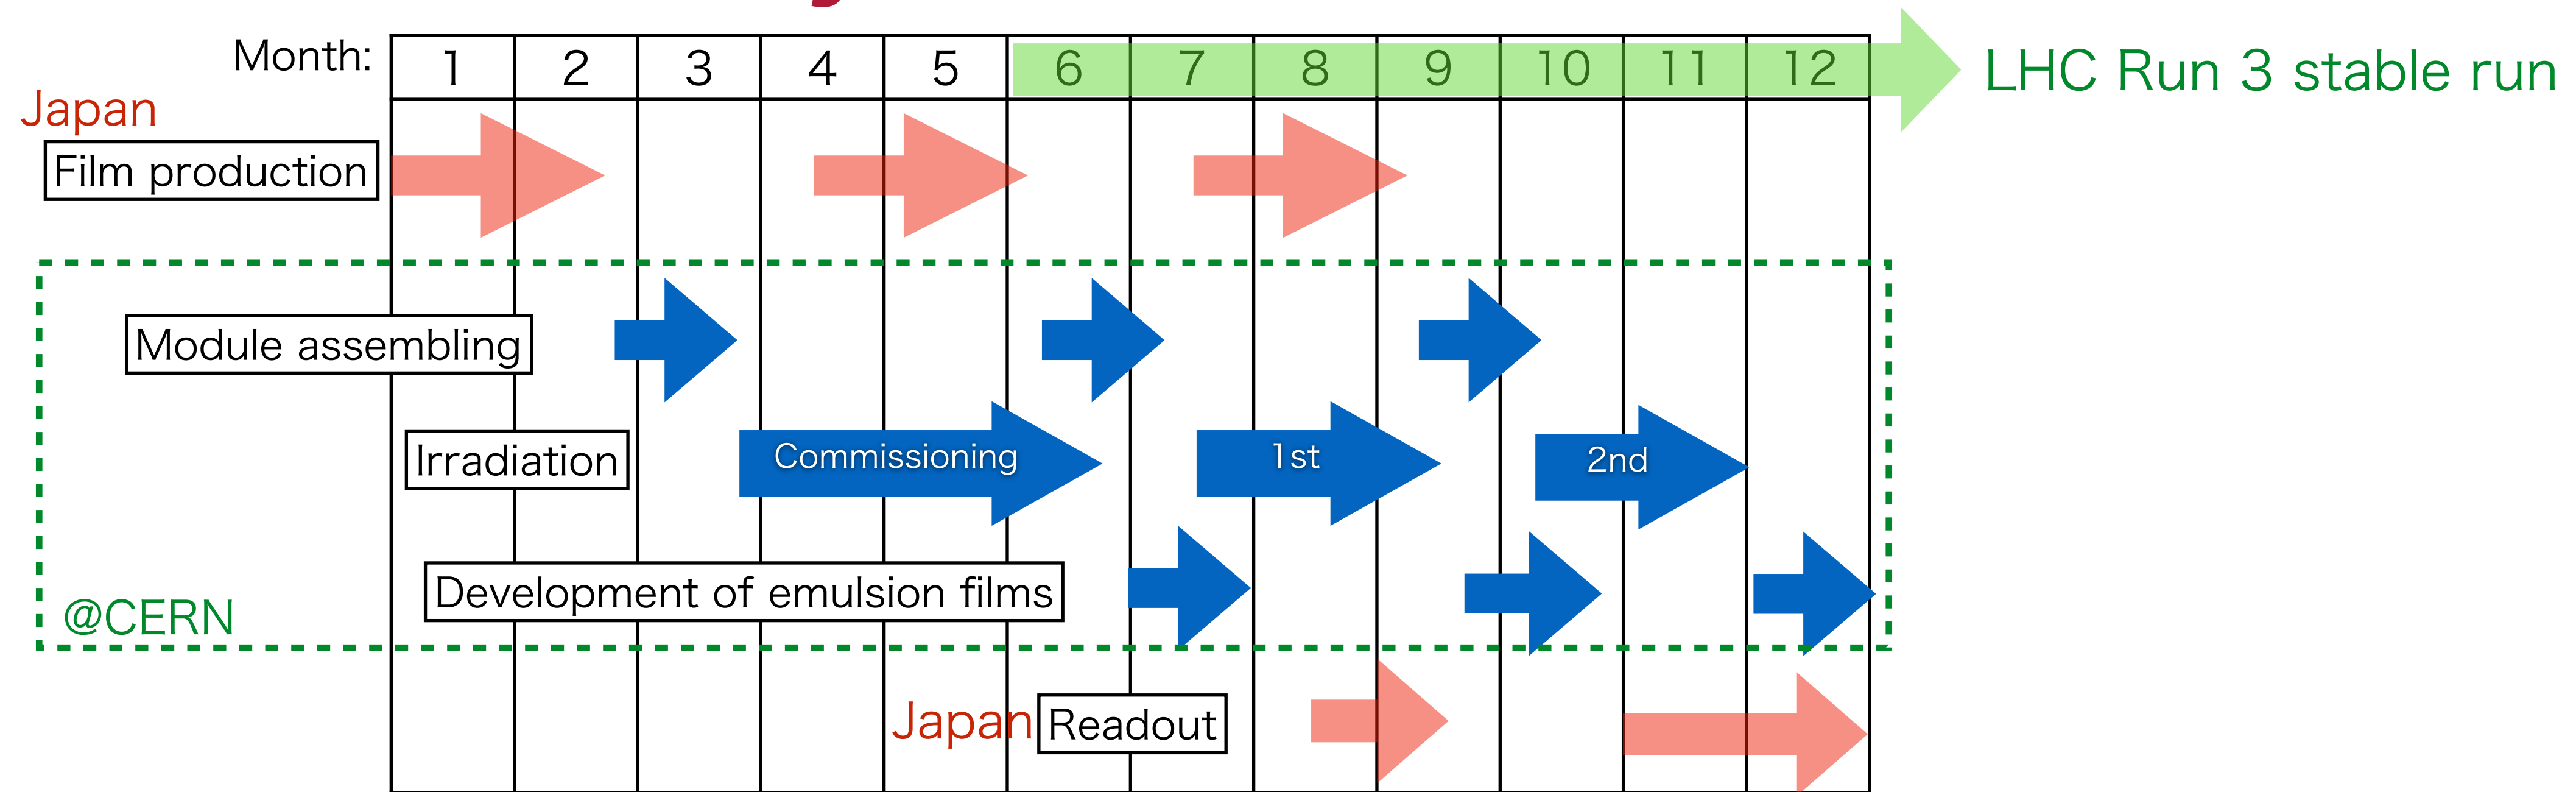 Month: 1 2 3 4 5 6 7 8 9 10 11 12 LHC Run 3 stable run
Japan
Film production
Module assembling
Irradiation Commissioning 1st 2nd
Development of emulsion films
@CERN
Japan Readout